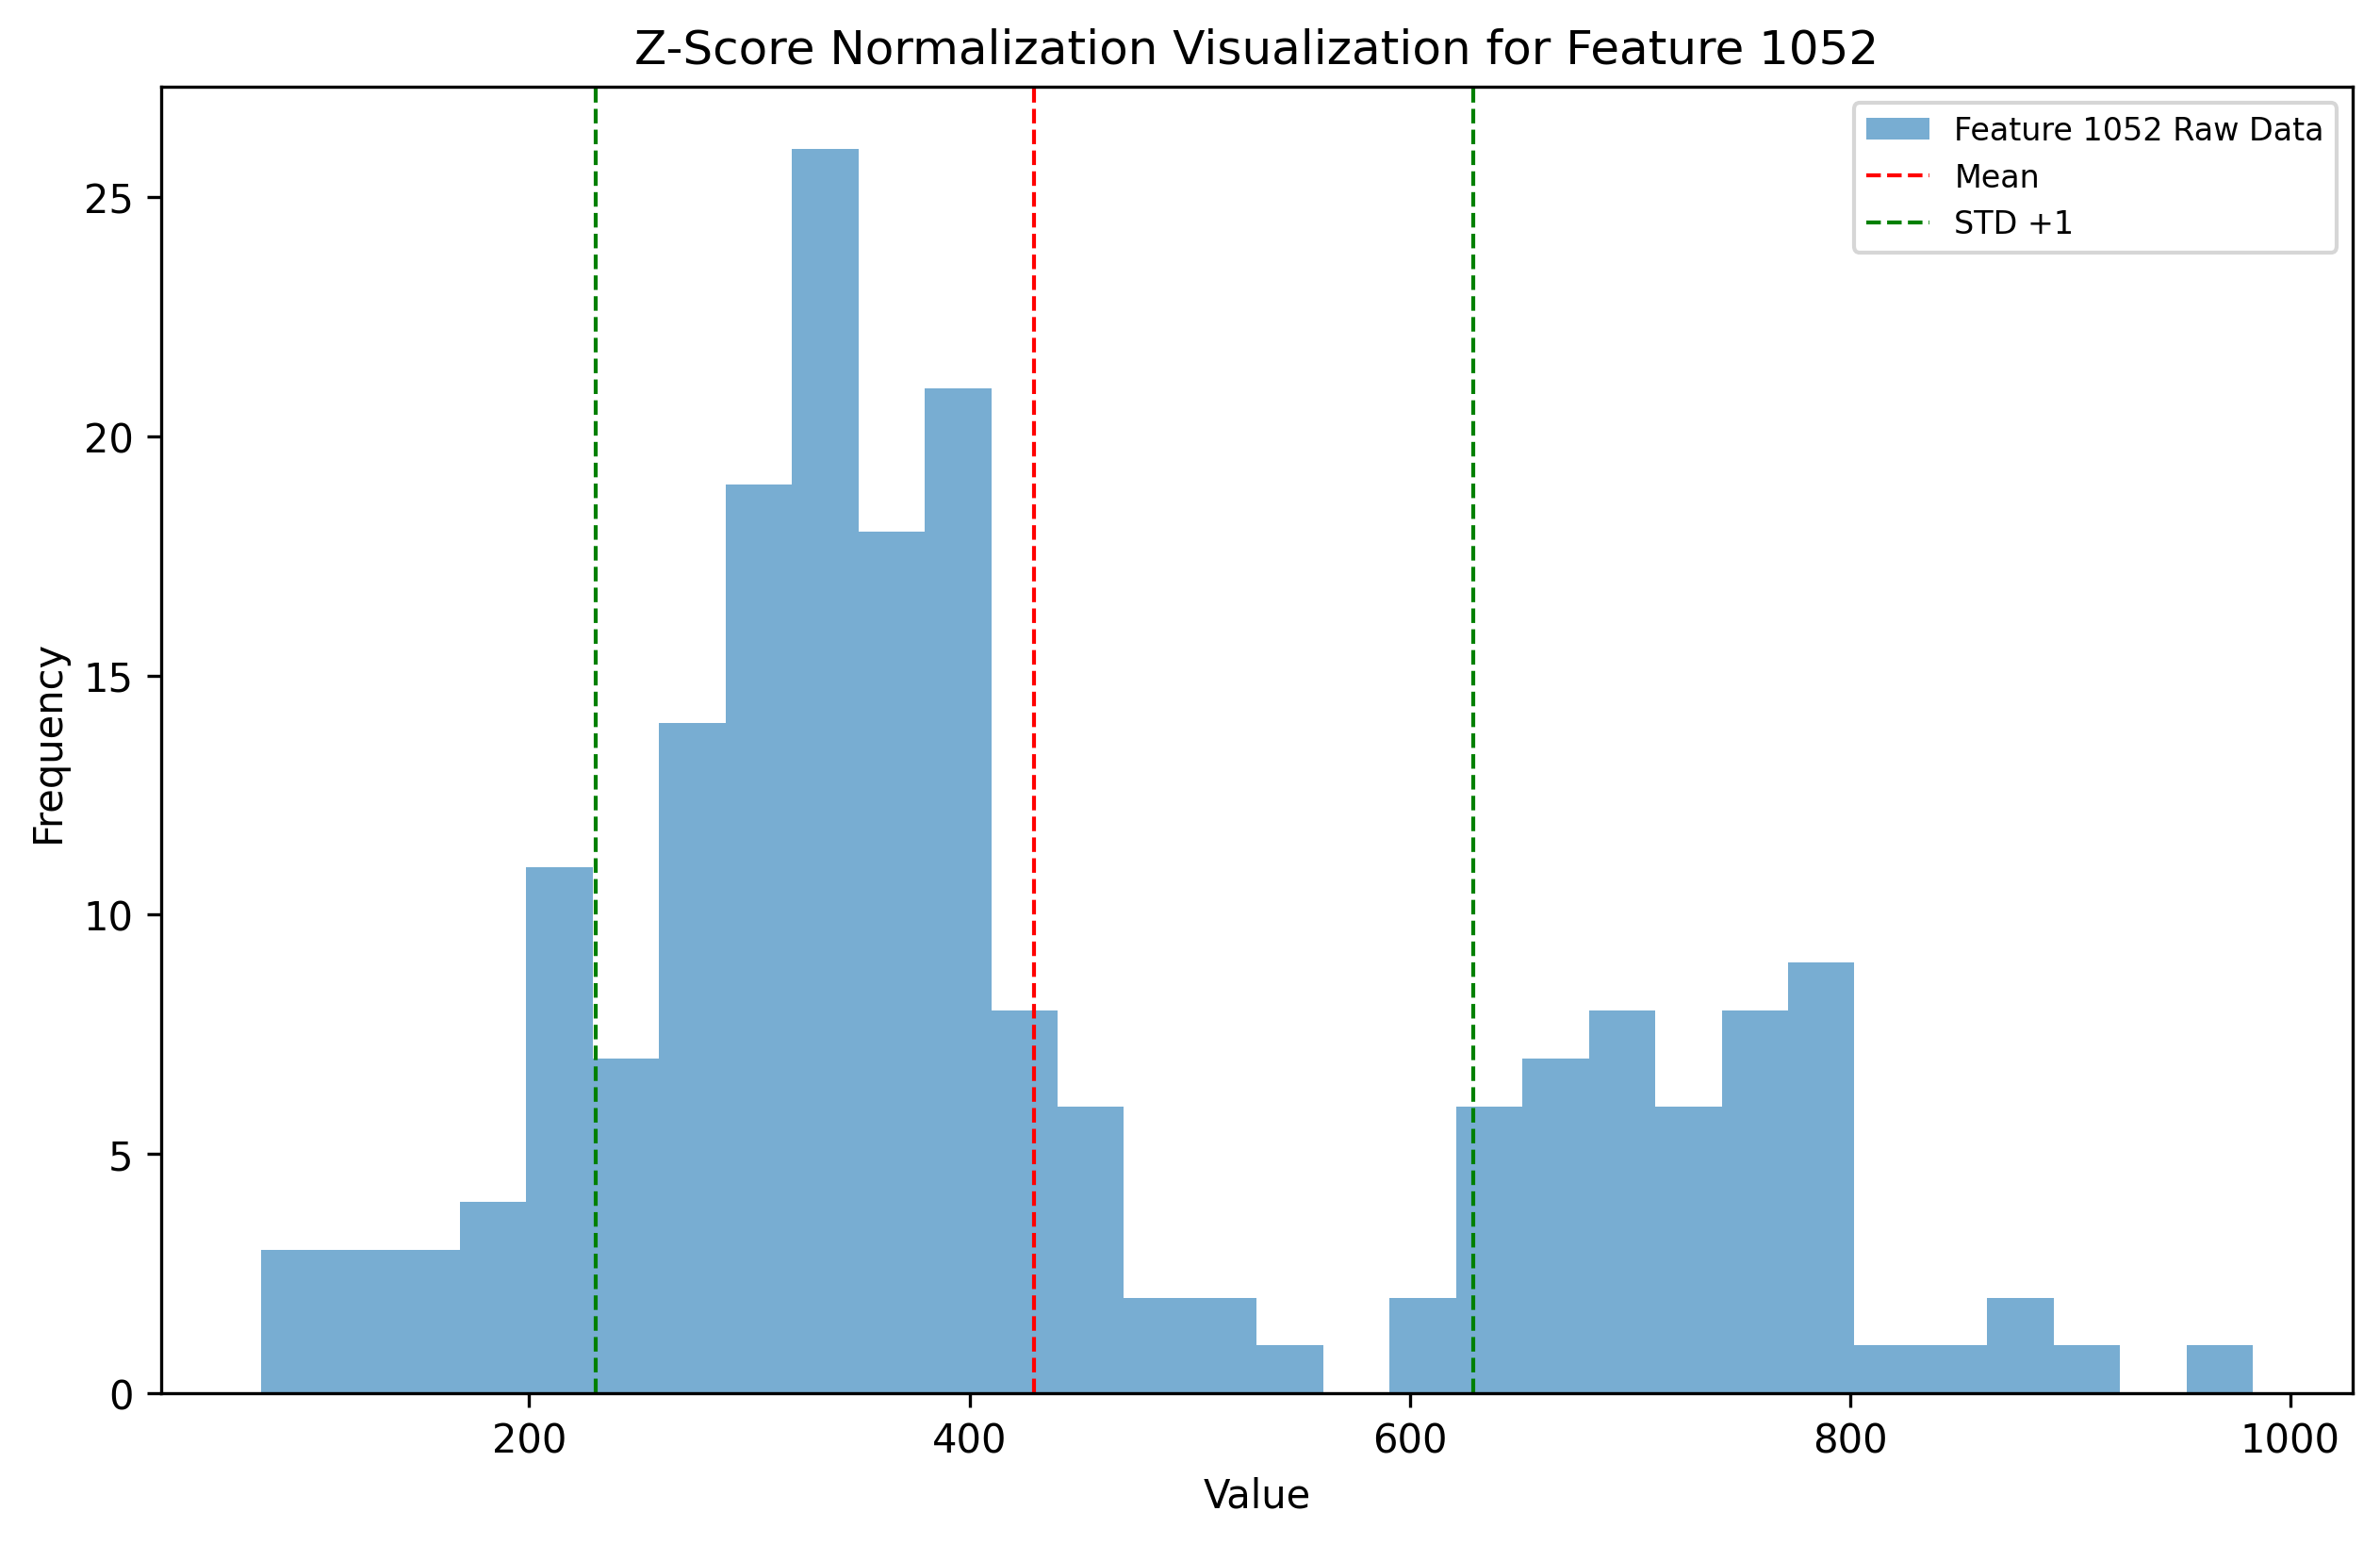 Z-Score Normalization Visualization for Feature 1052
Feature 1052 Raw Data
Mean
STD +1
25
20
15
10
5
0
Frequency
200
400
600
800
1000
Value